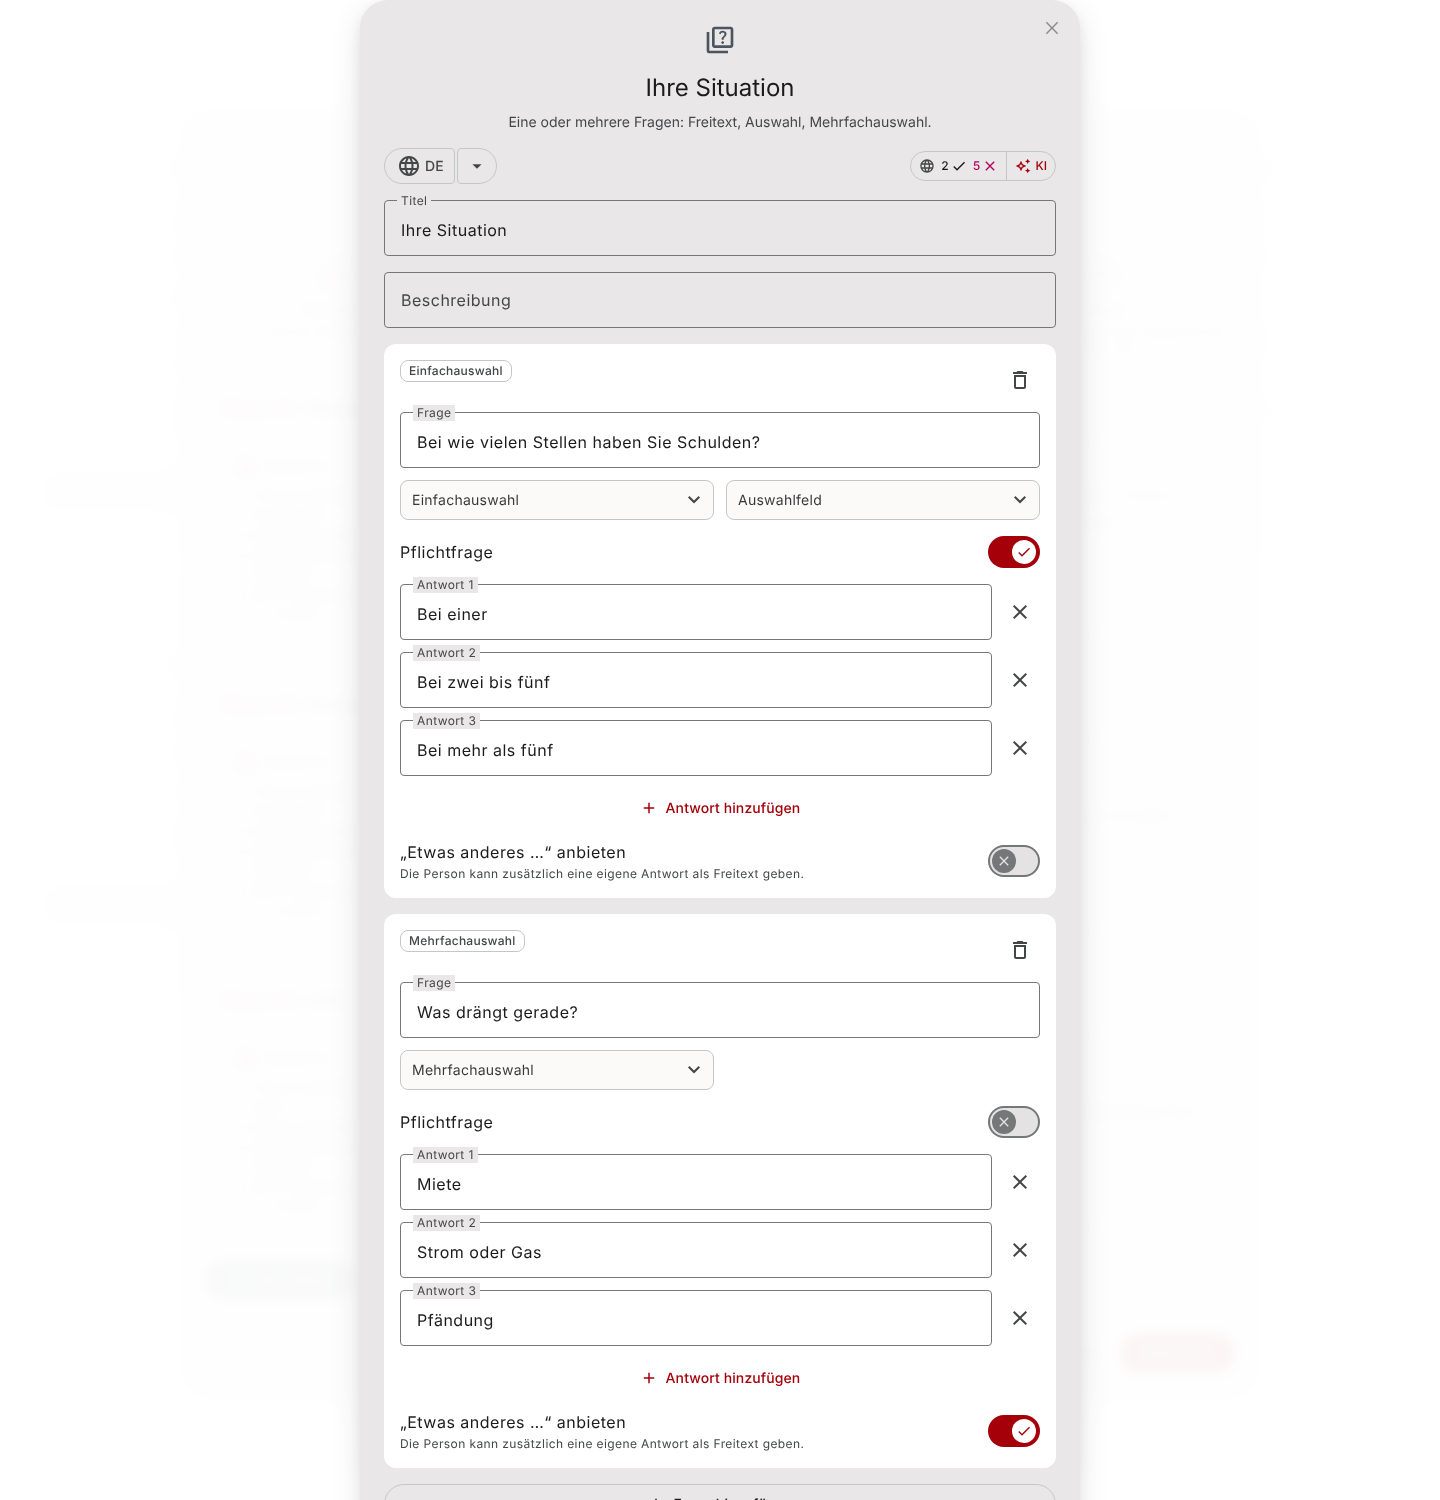 Ihre Situation
Eine oder mehrere Fragen: Freitext, Auswahl, Mehrfachauswahl.
DE
2 5 KI
Titel
Ihre Situation
Beschreibung
Einfachauswahl
Frage
Bei wie vielen Stellen haben Sie Schulden?
Einfachauswahl
Auswahlfeld
Pflichtfrage
Antwort 1
Bei einer
Antwort 2
Bei zwei bis fünf
Antwort 3
Bei mehr als fünf
+ Antwort hinzufügen
„Etwas anderes …“ anbieten
Die Person kann zusätzlich eine eigene Antwort als Freitext geben.
Mehrfachauswahl
Frage
Was drängt gerade?
Mehrfachauswahl
Pflichtfrage
Antwort 1
Miete
Antwort 2
Strom oder Gas
Antwort 3
Pfändung
+ Antwort hinzufügen
„Etwas anderes …“ anbieten
Die Person kann zusätzlich eine eigene Antwort als Freitext geben.